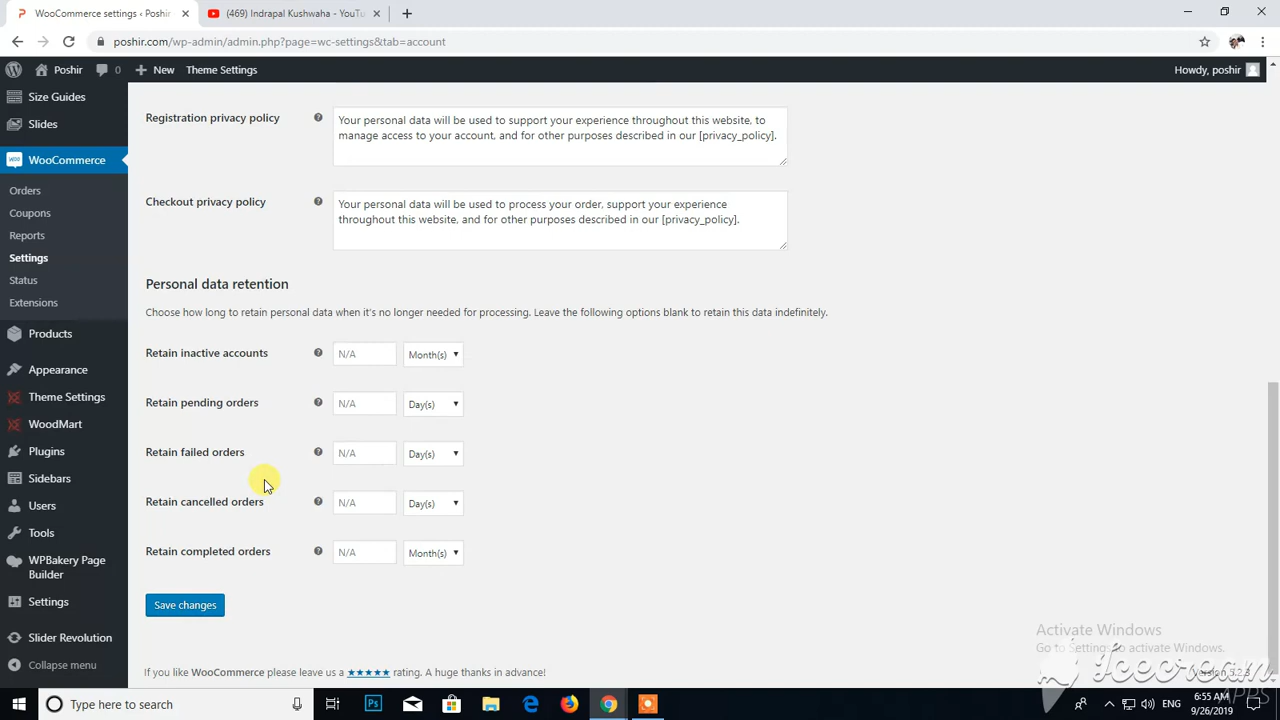 WooCommerce settings ‹ Poshir
(469) Indrapal Kushwaha - YouTu
poshir.com/wp-admin/admin.php?page=wc-settings&tab=account
Poshir
0
New
Theme Settings
Howdy, poshir
Size Guides
Slides
WooCommerce
Orders
Coupons
Reports
Settings
Status
Extensions
Products
Appearance
Theme Settings
WoodMart
Plugins
Sidebars
Users
Tools
WPBakery Page
Builder
Settings
Slider Revolution
Collapse menu
Registration privacy policy
Your personal data will be used to support your experience throughout this website, to
manage access to your account, and for other purposes described in our [privacy_policy].
Checkout privacy policy
Your personal data will be used to process your order, support your experience
throughout this website, and for other purposes described in our [privacy_policy].
Personal data retention
Choose how long to retain personal data when it's no longer needed for processing. Leave the following options blank to retain this data indefinitely.
Retain inactive accounts N/A Month(s)
Retain pending orders N/A Day(s)
Retain failed orders N/A Day(s)
Retain cancelled orders N/A Day(s)
Retain completed orders N/A Month(s)
Save changes
If you like WooCommerce please leave us a ★★★★★ rating. A huge thanks in advance!
Activate Windows
Go to Settings to activate Windows.
Icecream
APPS
Type here to search
ENG
6:55 AM
9/26/2019